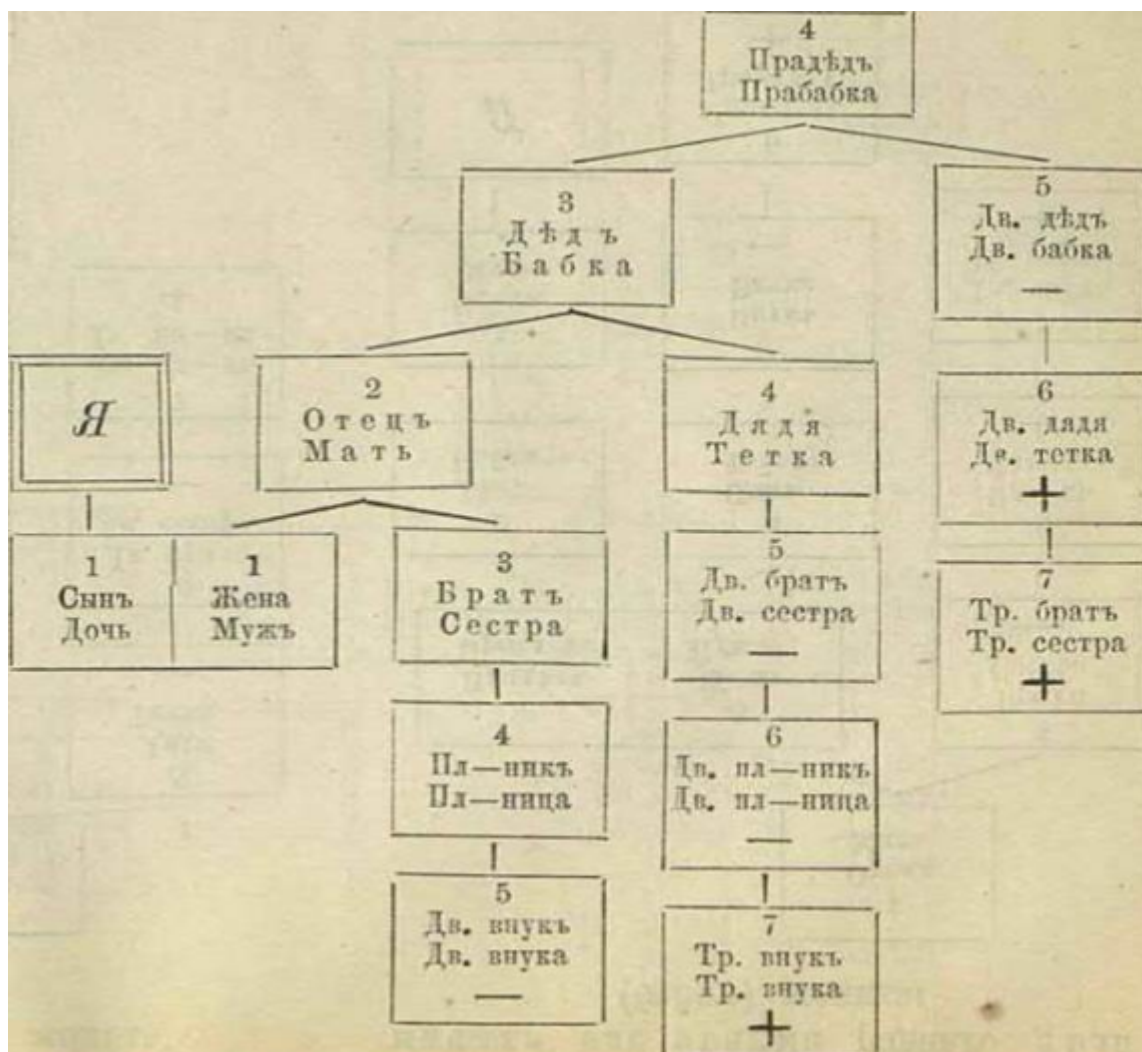 4
Прадѣдъ
Прабабка
3
Дѣдъ
Бабка
5
Дв. дѣдъ
Дв. бабка
—
Я
2
Отецъ
Мать
4
Дядя
Тетка
6
Дв. дядя
Дв. тетка
+
1
Сынъ
Дочь
1
Жена
Мужъ
3
Братъ
Сестра
5
Дв. братъ
Дв. сестра
—
7
Тр. братъ
Тр. сестра
+
4
Пл—никъ
Пл—ница
6
Дв. пл—никъ
Дв. пл—ница
—
5
Дв. внукъ
Дв. внука
—
7
Тр. внукъ
Тр. внука
+